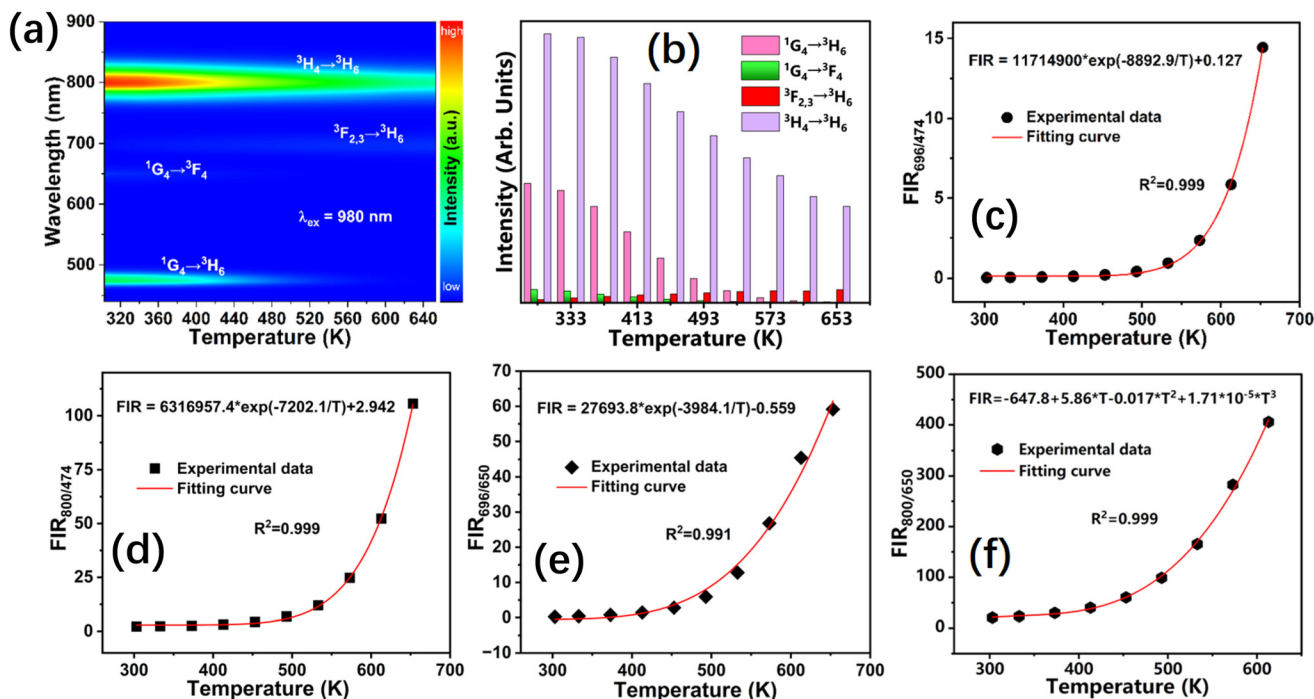 (a)
900
800
700
600
500
Wavelength (nm)
³H₄→³H₆
³F₂,₃→³H₆
¹G₄→³F₄
λₑₓ = 980 nm
¹G₄→³H₆
320 360 400 440 480 520 560 600 640
Temperature (K)
high
Intensity (a.u.)
low
(b)
¹G₄→³H₆
¹G₄→³F₄
³F₂,₃→³H₆
³H₄→³H₆
Intensity (Arb. Units)
333 413 493 573 653
Temperature (K)
(c)
FIR = 11714900*exp(-8892.9/T)+0.127
Experimental data
Fitting curve
R²=0.999
FIR₆₉₆/₄₇₄
15
10
5
0
300 400 500 600 700
Temperature (K)
(d)
FIR = 6316957.4*exp(-7202.1/T)+2.942
Experimental data
Fitting curve
R²=0.999
FIR₈₀₀/₄₇₄
100
75
50
25
0
300 400 500 600 700
Temperature (K)
(e)
FIR = 27693.8*exp(-3984.1/T)-0.559
Experimental data
Fitting curve
R²=0.991
FIR₆₉₆/₆₅₀
70
60
50
40
30
20
10
0
−10
300 400 500 600 700
Temperature (K)
(f)
FIR=-647.8+5.86*T-0.017*T²+1.71*10⁻⁵*T³
Experimental data
Fitting curve
R²=0.999
FIR₈₀₀/₆₅₀
500
400
300
200
100
0
300 400 500 600
Temperature (K)